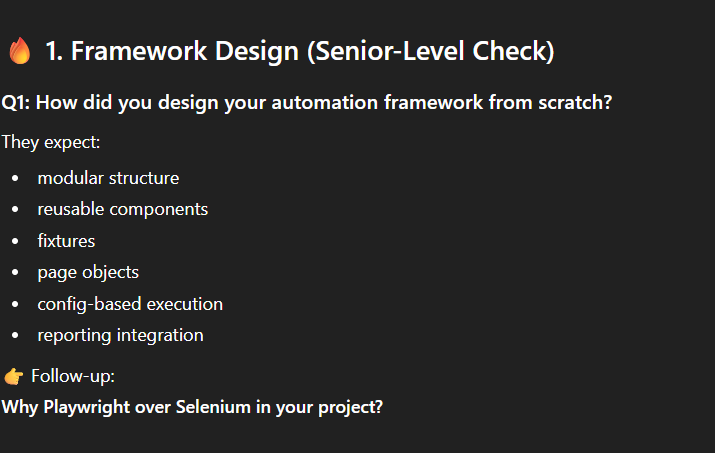 🔥 1. Framework Design (Senior-Level Check)
Q1: How did you design your automation framework from scratch?
They expect:
• modular structure
• reusable components
• fixtures
• page objects
• config-based execution
• reporting integration
👉 Follow-up:
Why Playwright over Selenium in your project?